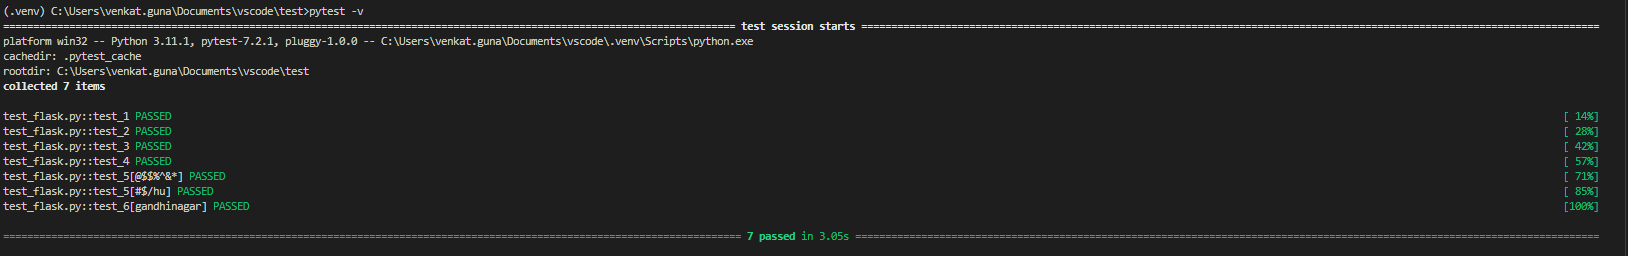 (.venv) C:\Users\venkat.guna\Documents\vscode\test>pytest -v
============================= test session starts =============================
platform win32 -- Python 3.11.1, pytest-7.2.1, pluggy-1.0.0 -- C:\Users\venkat.guna\Documents\vscode\.venv\Scripts\python.exe
cachedir: .pytest_cache
rootdir: C:\Users\venkat.guna\Documents\vscode\test
collected 7 items
test_flask.py::test_1 PASSED [ 14%]
test_flask.py::test_2 PASSED [ 28%]
test_flask.py::test_3 PASSED [ 42%]
test_flask.py::test_4 PASSED [ 57%]
test_flask.py::test_5[@$$%^&*] PASSED [ 71%]
test_flask.py::test_5[#$/hu] PASSED [ 85%]
test_flask.py::test_6[gandhinagar] PASSED [100%]
============================= 7 passed in 3.05s =============================